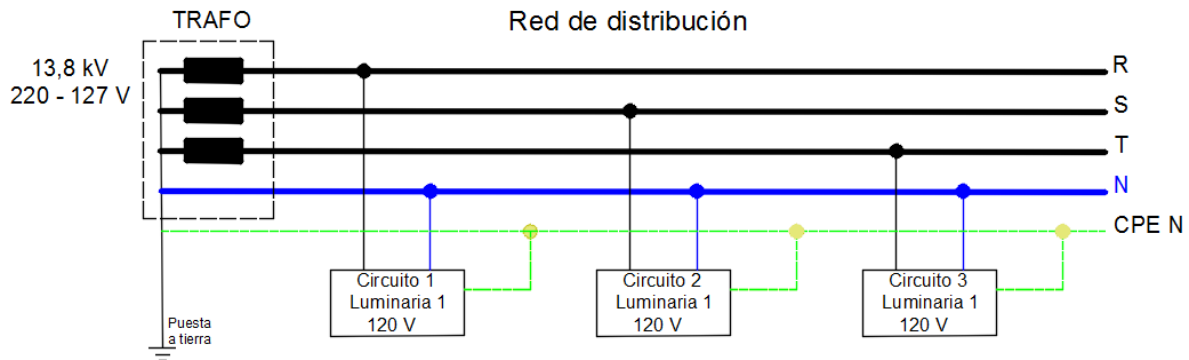 TRAFO
Red de distribución
13,8 kV
220 - 127 V
R
S
T
N
CPE N
Circuito 1
Luminaria 1
120 V
Circuito 2
Luminaria 1
120 V
Circuito 3
Luminaria 1
120 V
Puesta
a tierra